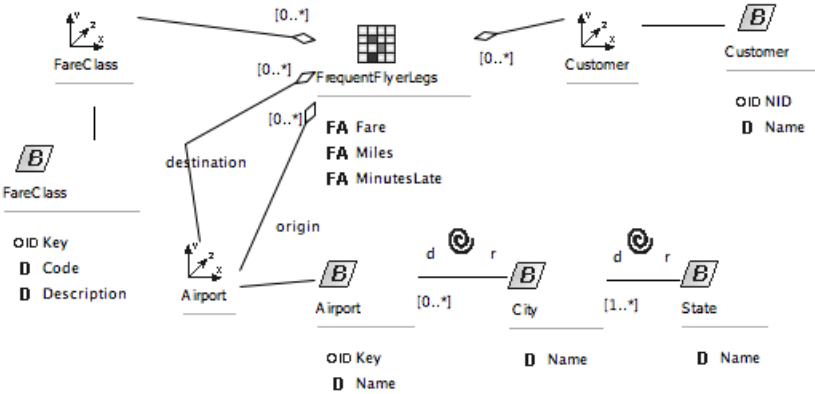 [0..*]
FareClass
FrequentFlyerLegs
[0..*]
[0..*]
Customer
Customer
OID NID
D Name
[0..*]
FA Fare
FA Miles
FA MinutesLate
destination
B
B
FareClass
OID Key
D Code
D Description
origin
Airport
B
Airport
OID Key
D Name
d r
[0..*]
B
City
D Name
d r
[1..*]
B
State
D Name